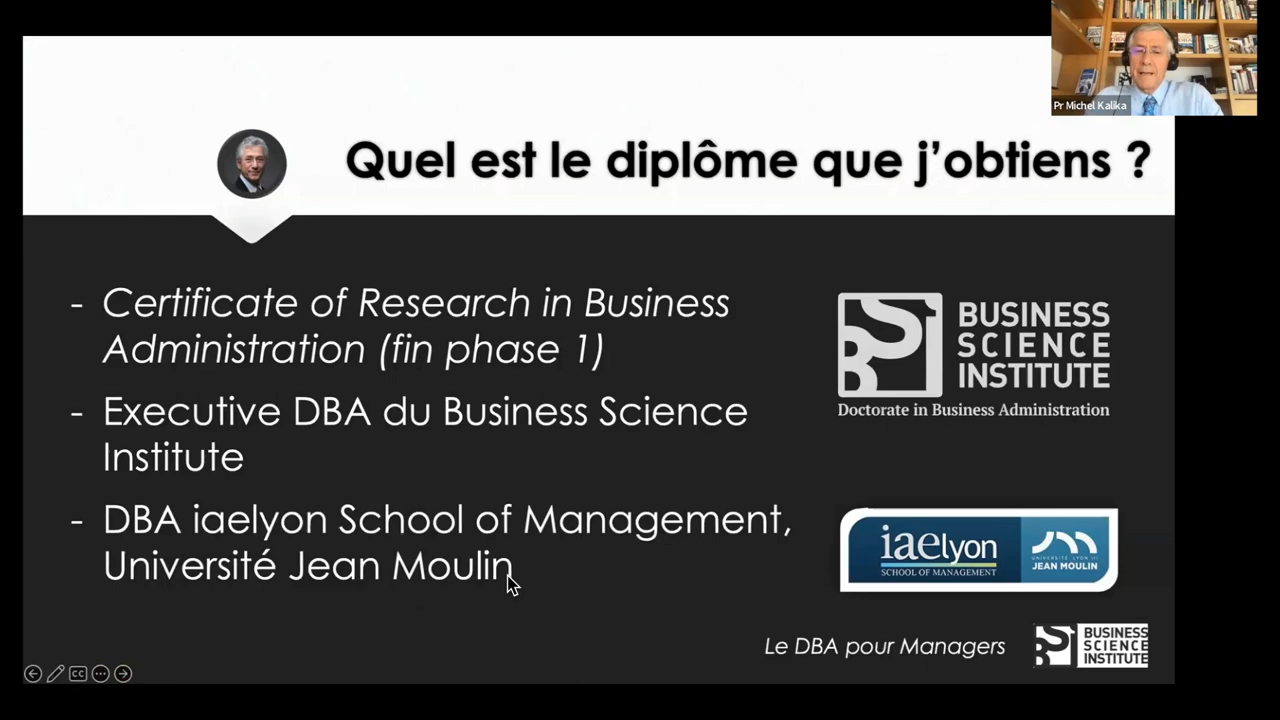 Pr Michel Kalika
Quel est le diplôme que j’obtiens ?
- Certificate of Research in Business
Administration (fin phase 1)
- Executive DBA du Business Science
Institute
- DBA iaelyon School of Management,
Université Jean Moulin
BUSINESS
SCIENCE
INSTITUTE
Doctorate in Business Administration
iaelyon
SCHOOL OF MANAGEMENT
UNIVERSITÉ LYON III
JEAN MOULIN
Le DBA pour Managers
BUSINESS
SCIENCE
INSTITUTE
CC